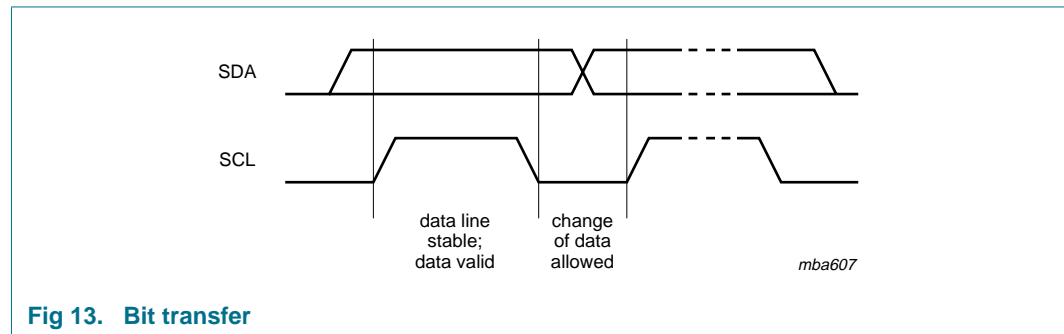 SDA
SCL
data line
stable;
data valid
change
of data
allowed
mba607
Fig 13. Bit transfer